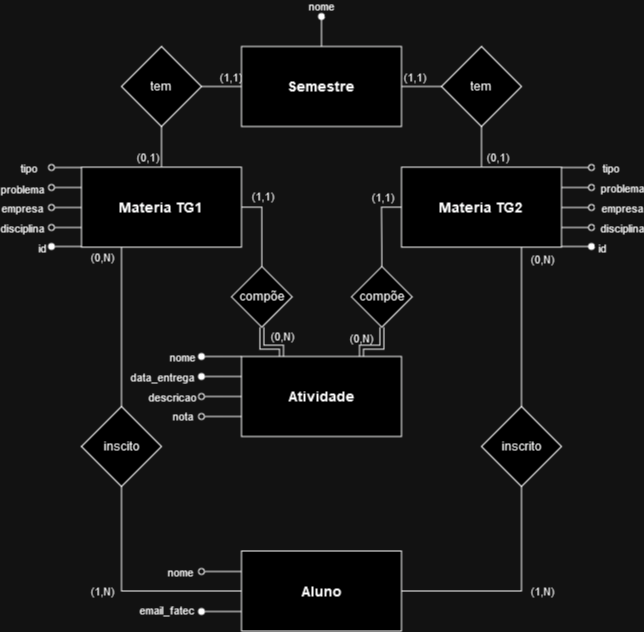 nome
tem
(1,1)
Semestre
(1,1)
tem
(0,1)
(0,1)
tipo
problema
empresa
disciplina
id
Materia TG1
(1,1)
(1,1)
Materia TG2
tipo
problema
empresa
disciplina
id
(0,N)
(0,N)
compõe
compõe
(0,N)
(0,N)
nome
data_entrega
descricao
nota
Atividade
inscito
inscrito
nome
email_fatec
Aluno
(1,N)
(1,N)